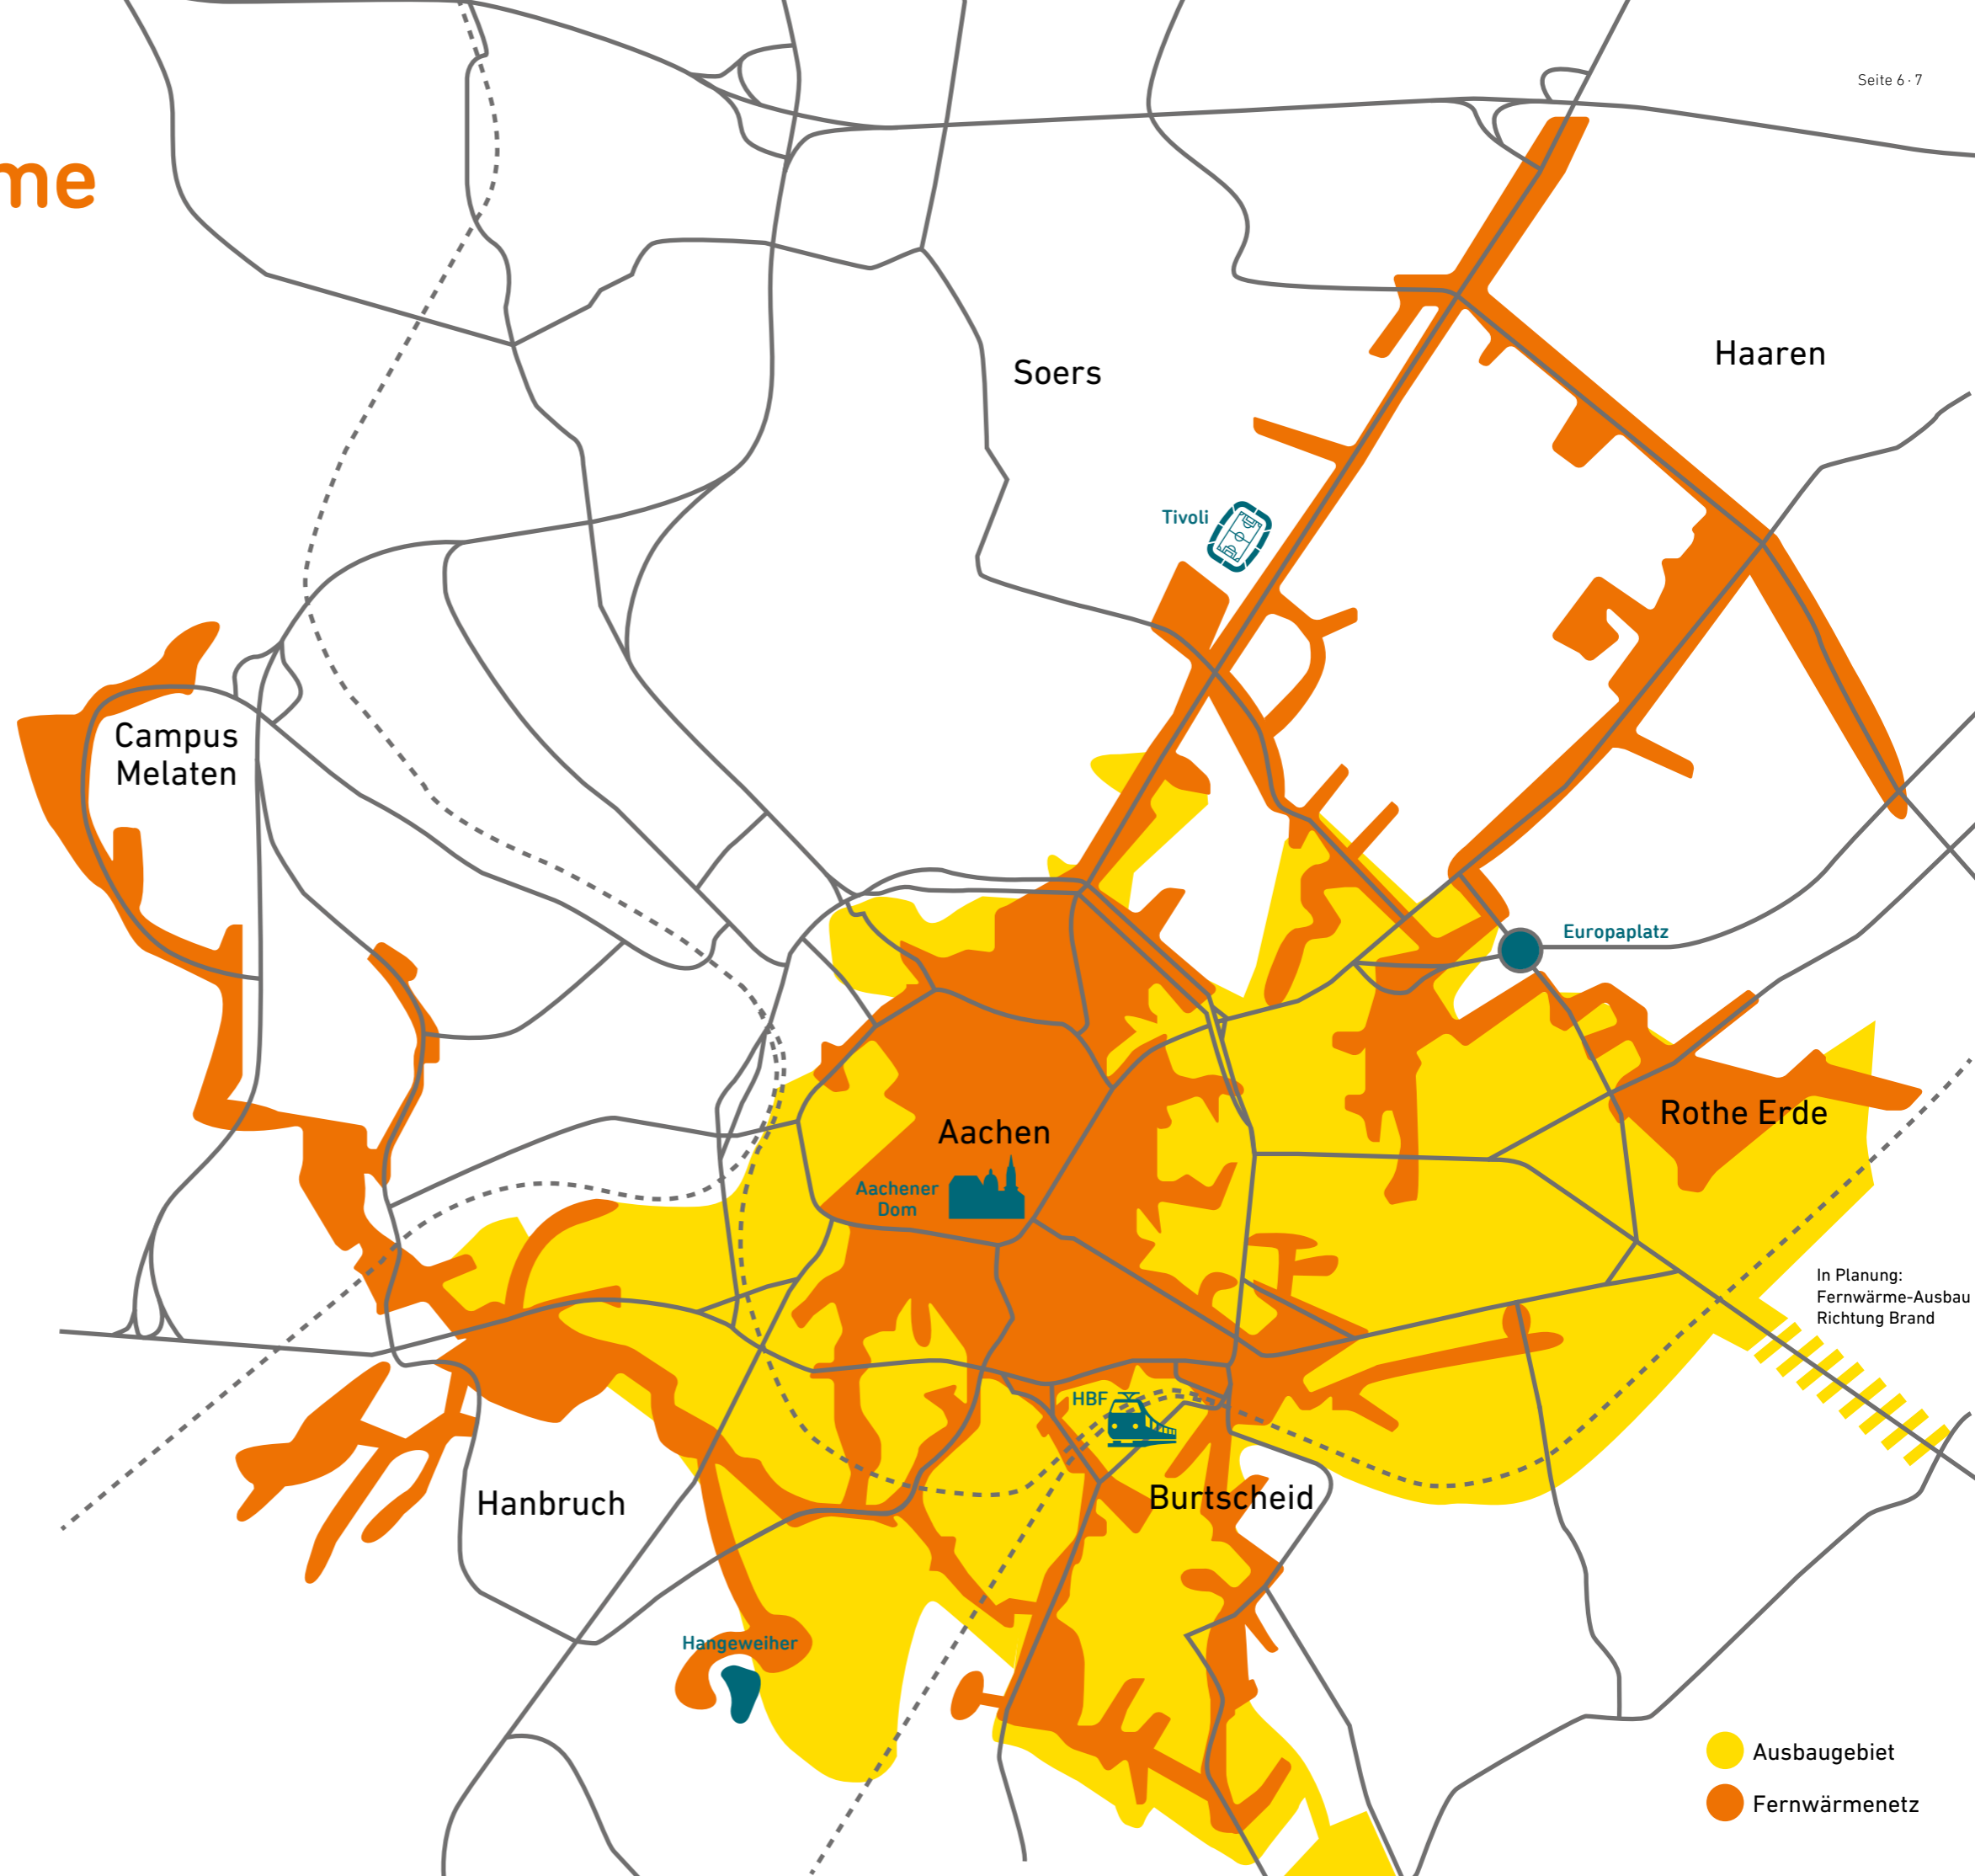 Seite 6 · 7
me
Haaren
Soers
Tivoli
Campus
Melaten
Europaplatz
Rothe Erde
Aachen
Aachener
Dom
In Planung:
Fernwärme-Ausbau
Richtung Brand
HBF
Burtscheid
Hanbruch
Hangeweiher
Ausbaugebiet
Fernwärmenetz